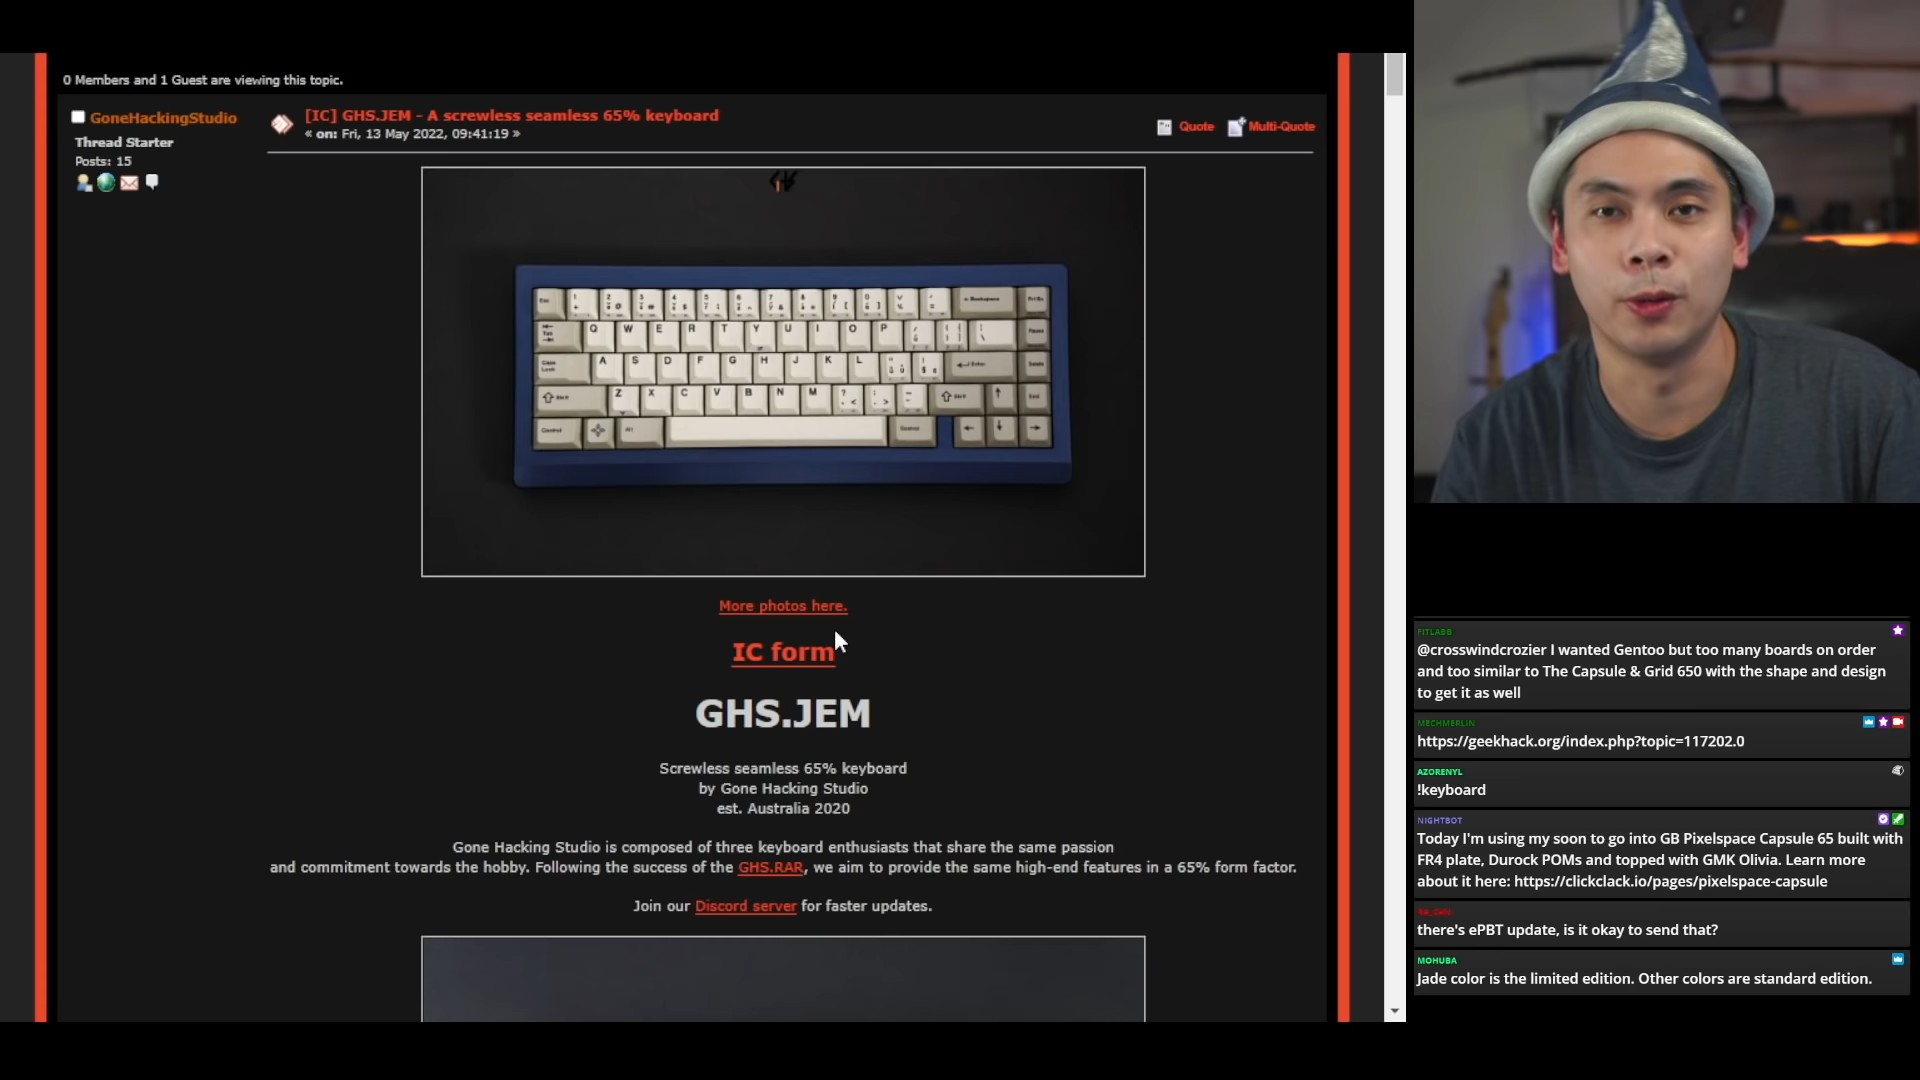 0 Members and 1 Guest are viewing this topic.
GoneHackingStudio
Thread Starter
Posts: 15
[IC] GHS.JEM - A screwless seamless 65% keyboard
« on: Fri, 13 May 2022, 09:41:19 »
Quote
Multi-Quote
Q W E R T Y U I O P
A S D F G H J K L
Z X C V B N M
More photos here.
IC form
GHS.JEM
Screwless seamless 65% keyboard
by Gone Hacking Studio
est. Australia 2020
Gone Hacking Studio is composed of three keyboard enthusiasts that share the same passion
and commitment towards the hobby. Following the success of the GHS.RAR, we aim to provide the same high-end features in a 65% form factor.
Join our Discord server for faster updates.
FITLABB
@crosswindcrozier I wanted Gentoo but too many boards on order
and too similar to The Capsule & Grid 650 with the shape and design
to get it as well
MECHMERLIN
https://geekhack.org/index.php?topic=117202.0
AZORENYL
!keyboard
NIGHTBOT
Today I'm using my soon to go into GB Pixelspace Capsule 65 built with
FR4 plate, Durock POMs and topped with GMK Olivia. Learn more
about it here: https://clickclack.io/pages/pixelspace-capsule
there's ePBT update, is it okay to send that?
MOHUBA
Jade color is the limited edition. Other colors are standard edition.